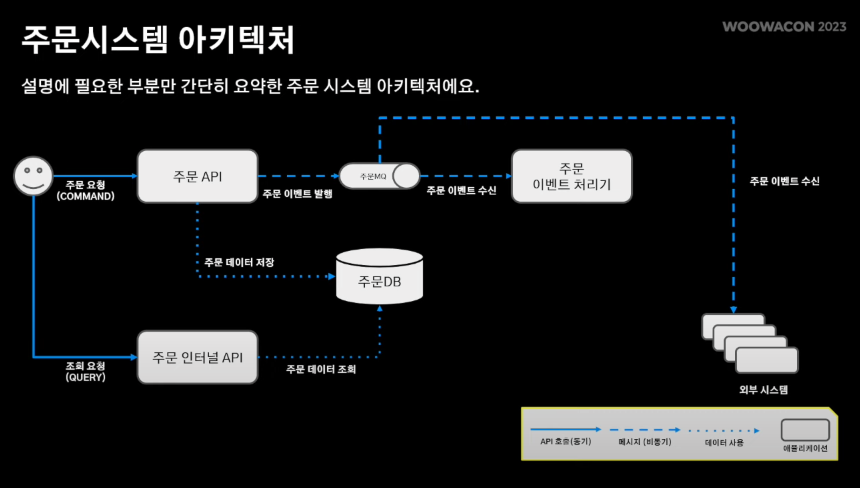 WOOWACON 2023
주문시스템 아키텍처
설명에 필요한 부분만 간단히 요약한 주문 시스템 아키텍처에요.
주문 요청
(COMMAND)
주문 API
주문 이벤트 발행
주문MQ
주문 이벤트 수신
주문
이벤트 처리기
주문 이벤트 수신
주문 데이터 저장
주문DB
조회 요청
(QUERY)
주문 인터널 API
주문 데이터 조회
외부 시스템
API 호출(동기)
메시지 (비동기)
데이터 사용
애플리케이션